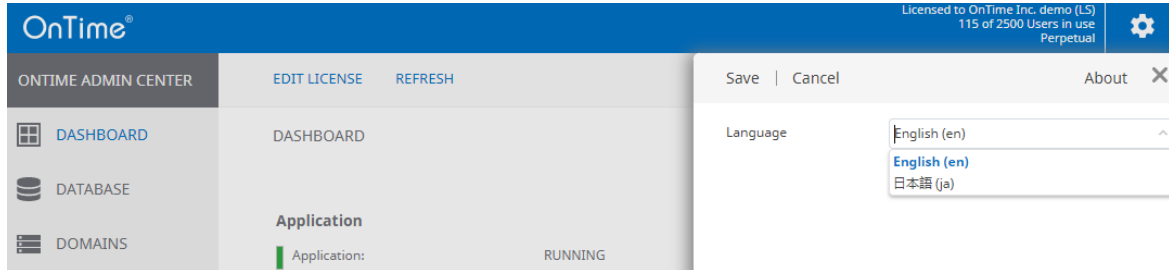 OnTime®
Licensed to OnTime Inc. demo (LS)
115 of 2500 Users in use
Perpetual
ONTIME ADMIN CENTER
EDIT LICENSE REFRESH
Save | Cancel About
DASHBOARD
DASHBOARD
Language English (en)
English (en)
日本語 (ja)
DATABASE
Application
DOMAINS
Application: RUNNING